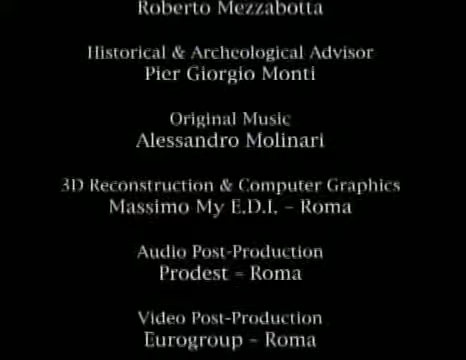 Roberto Mezzabotta
Historical & Archeological Advisor
Pier Giorgio Monti
Original Music
Alessandro Molinari
3D Reconstruction & Computer Graphics
Massimo My E.D.I. – Roma
Audio Post-Production
Prodest – Roma
Video Post-Production
Eurogroup – Roma